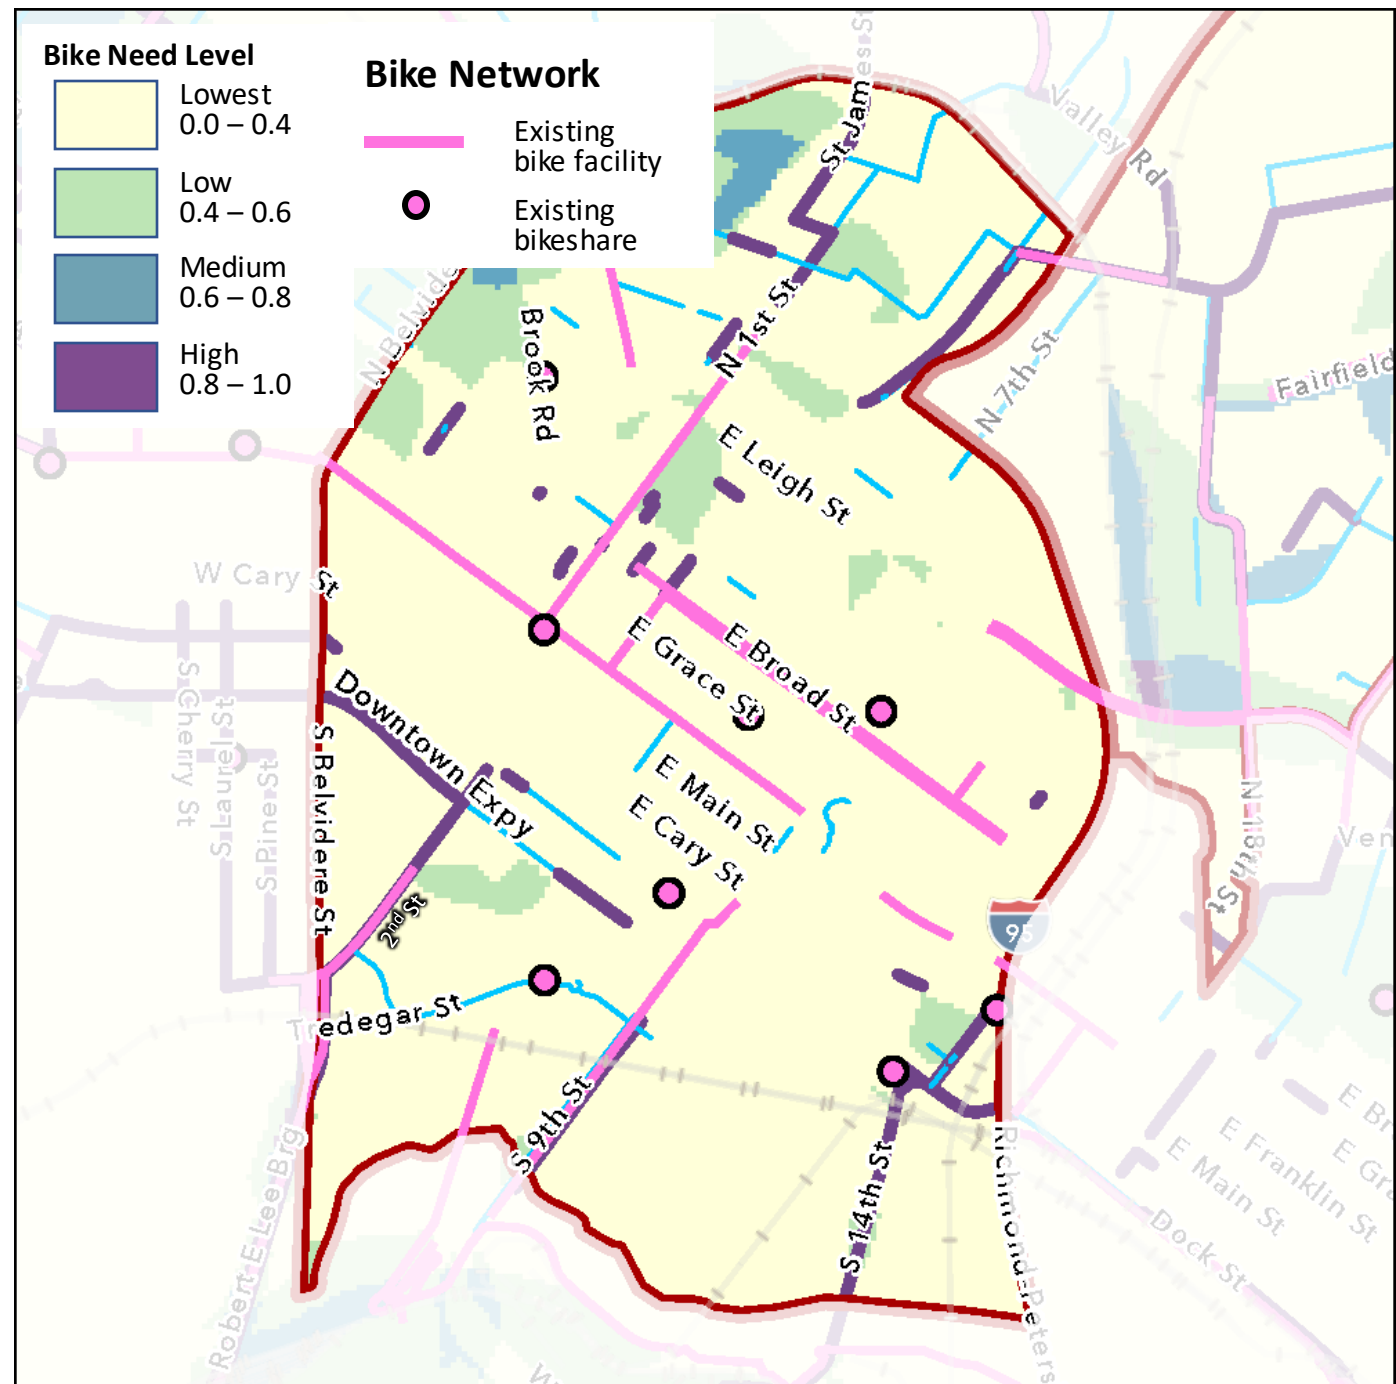 Bike Need Level
Lowest
0.0 – 0.4
Low
0.4 – 0.6
Medium
0.6 – 0.8
High
0.8 – 1.0
Bike Network
Existing
bike facility
Existing
bikeshare
St James St
Valley Rd
N Belvide
Brook Rd
N 1st St
N 7th St
Fairfield
E Leigh St
W Cary St
E Grace St
E Broad St
S Cherry St
S Laurel St
S Pine St
Downtown Expy
S Belvidere St
E Main St
E Cary St
N 18th St
Ven
2nd St
95
Tredegar St
S 9th St
S 14th St
Robert E Lee Brg
E Br
E Gra
E Franklin St
E Main St
Dock St